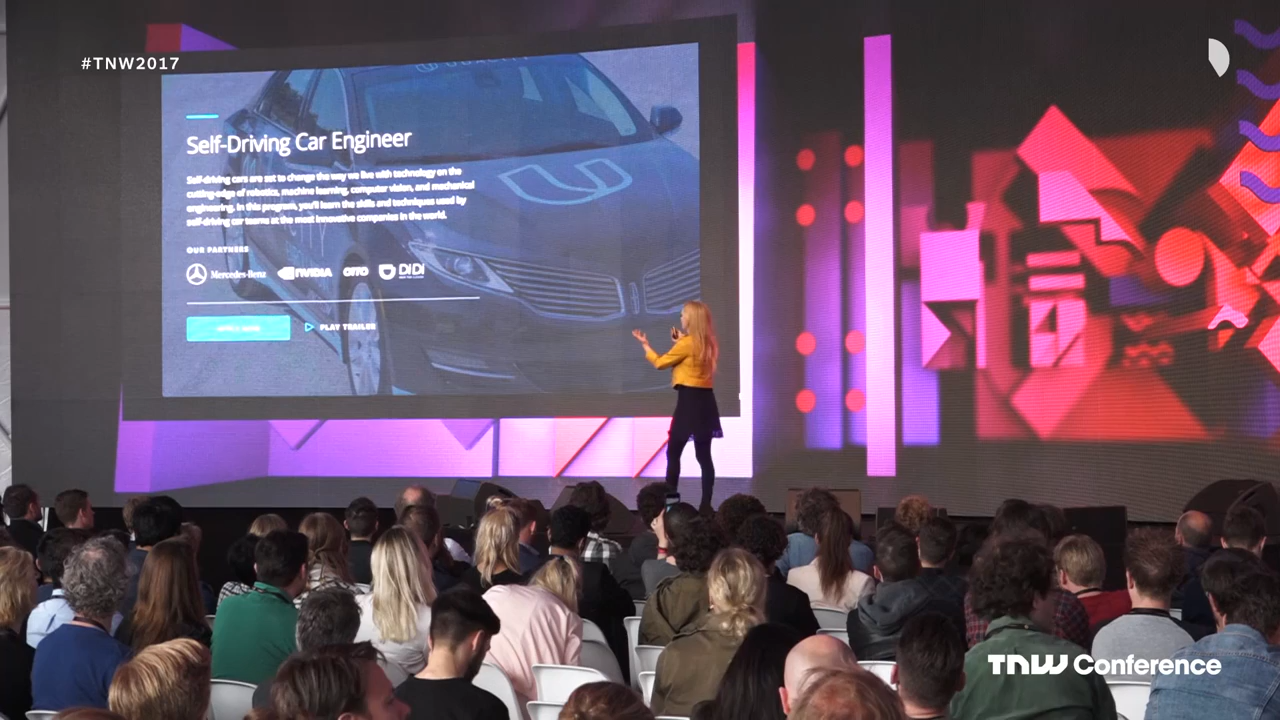 #TNW2017
UDACITY
Self-Driving Car Engineer
Self-driving cars are set to change the way we live with technology on the
cutting-edge of robotics, machine learning, computer vision, and mechanical
engineering. In this program, you'll learn the skills and techniques used by
self-driving car teams at the most innovative companies in the world.
OUR PARTNERS
Mercedes-Benz NVIDIA OTTO DiDi
PLAY TRAILER
TNW Conference